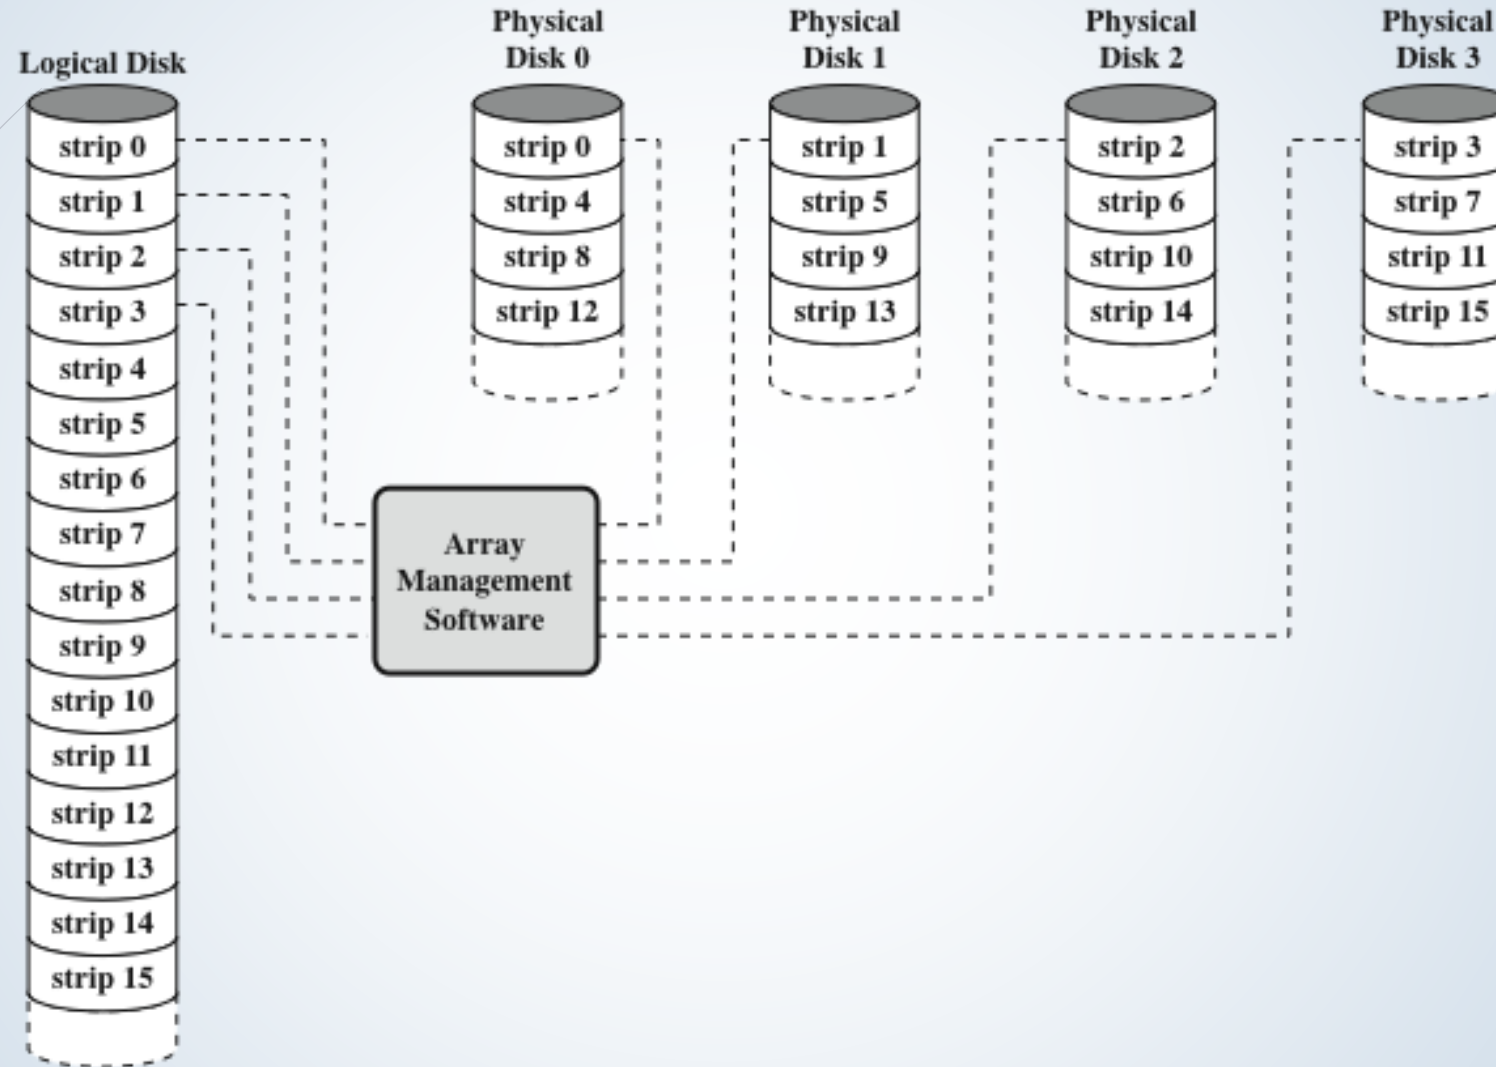 Logical Disk
strip 0
strip 1
strip 2
strip 3
strip 4
strip 5
strip 6
strip 7
strip 8
strip 9
strip 10
strip 11
strip 12
strip 13
strip 14
strip 15
Physical
Disk 0
strip 0
strip 4
strip 8
strip 12
Physical
Disk 1
strip 1
strip 5
strip 9
strip 13
Physical
Disk 2
strip 2
strip 6
strip 10
strip 14
Physical
Disk 3
strip 3
strip 7
strip 11
strip 15
Array
Management
Software